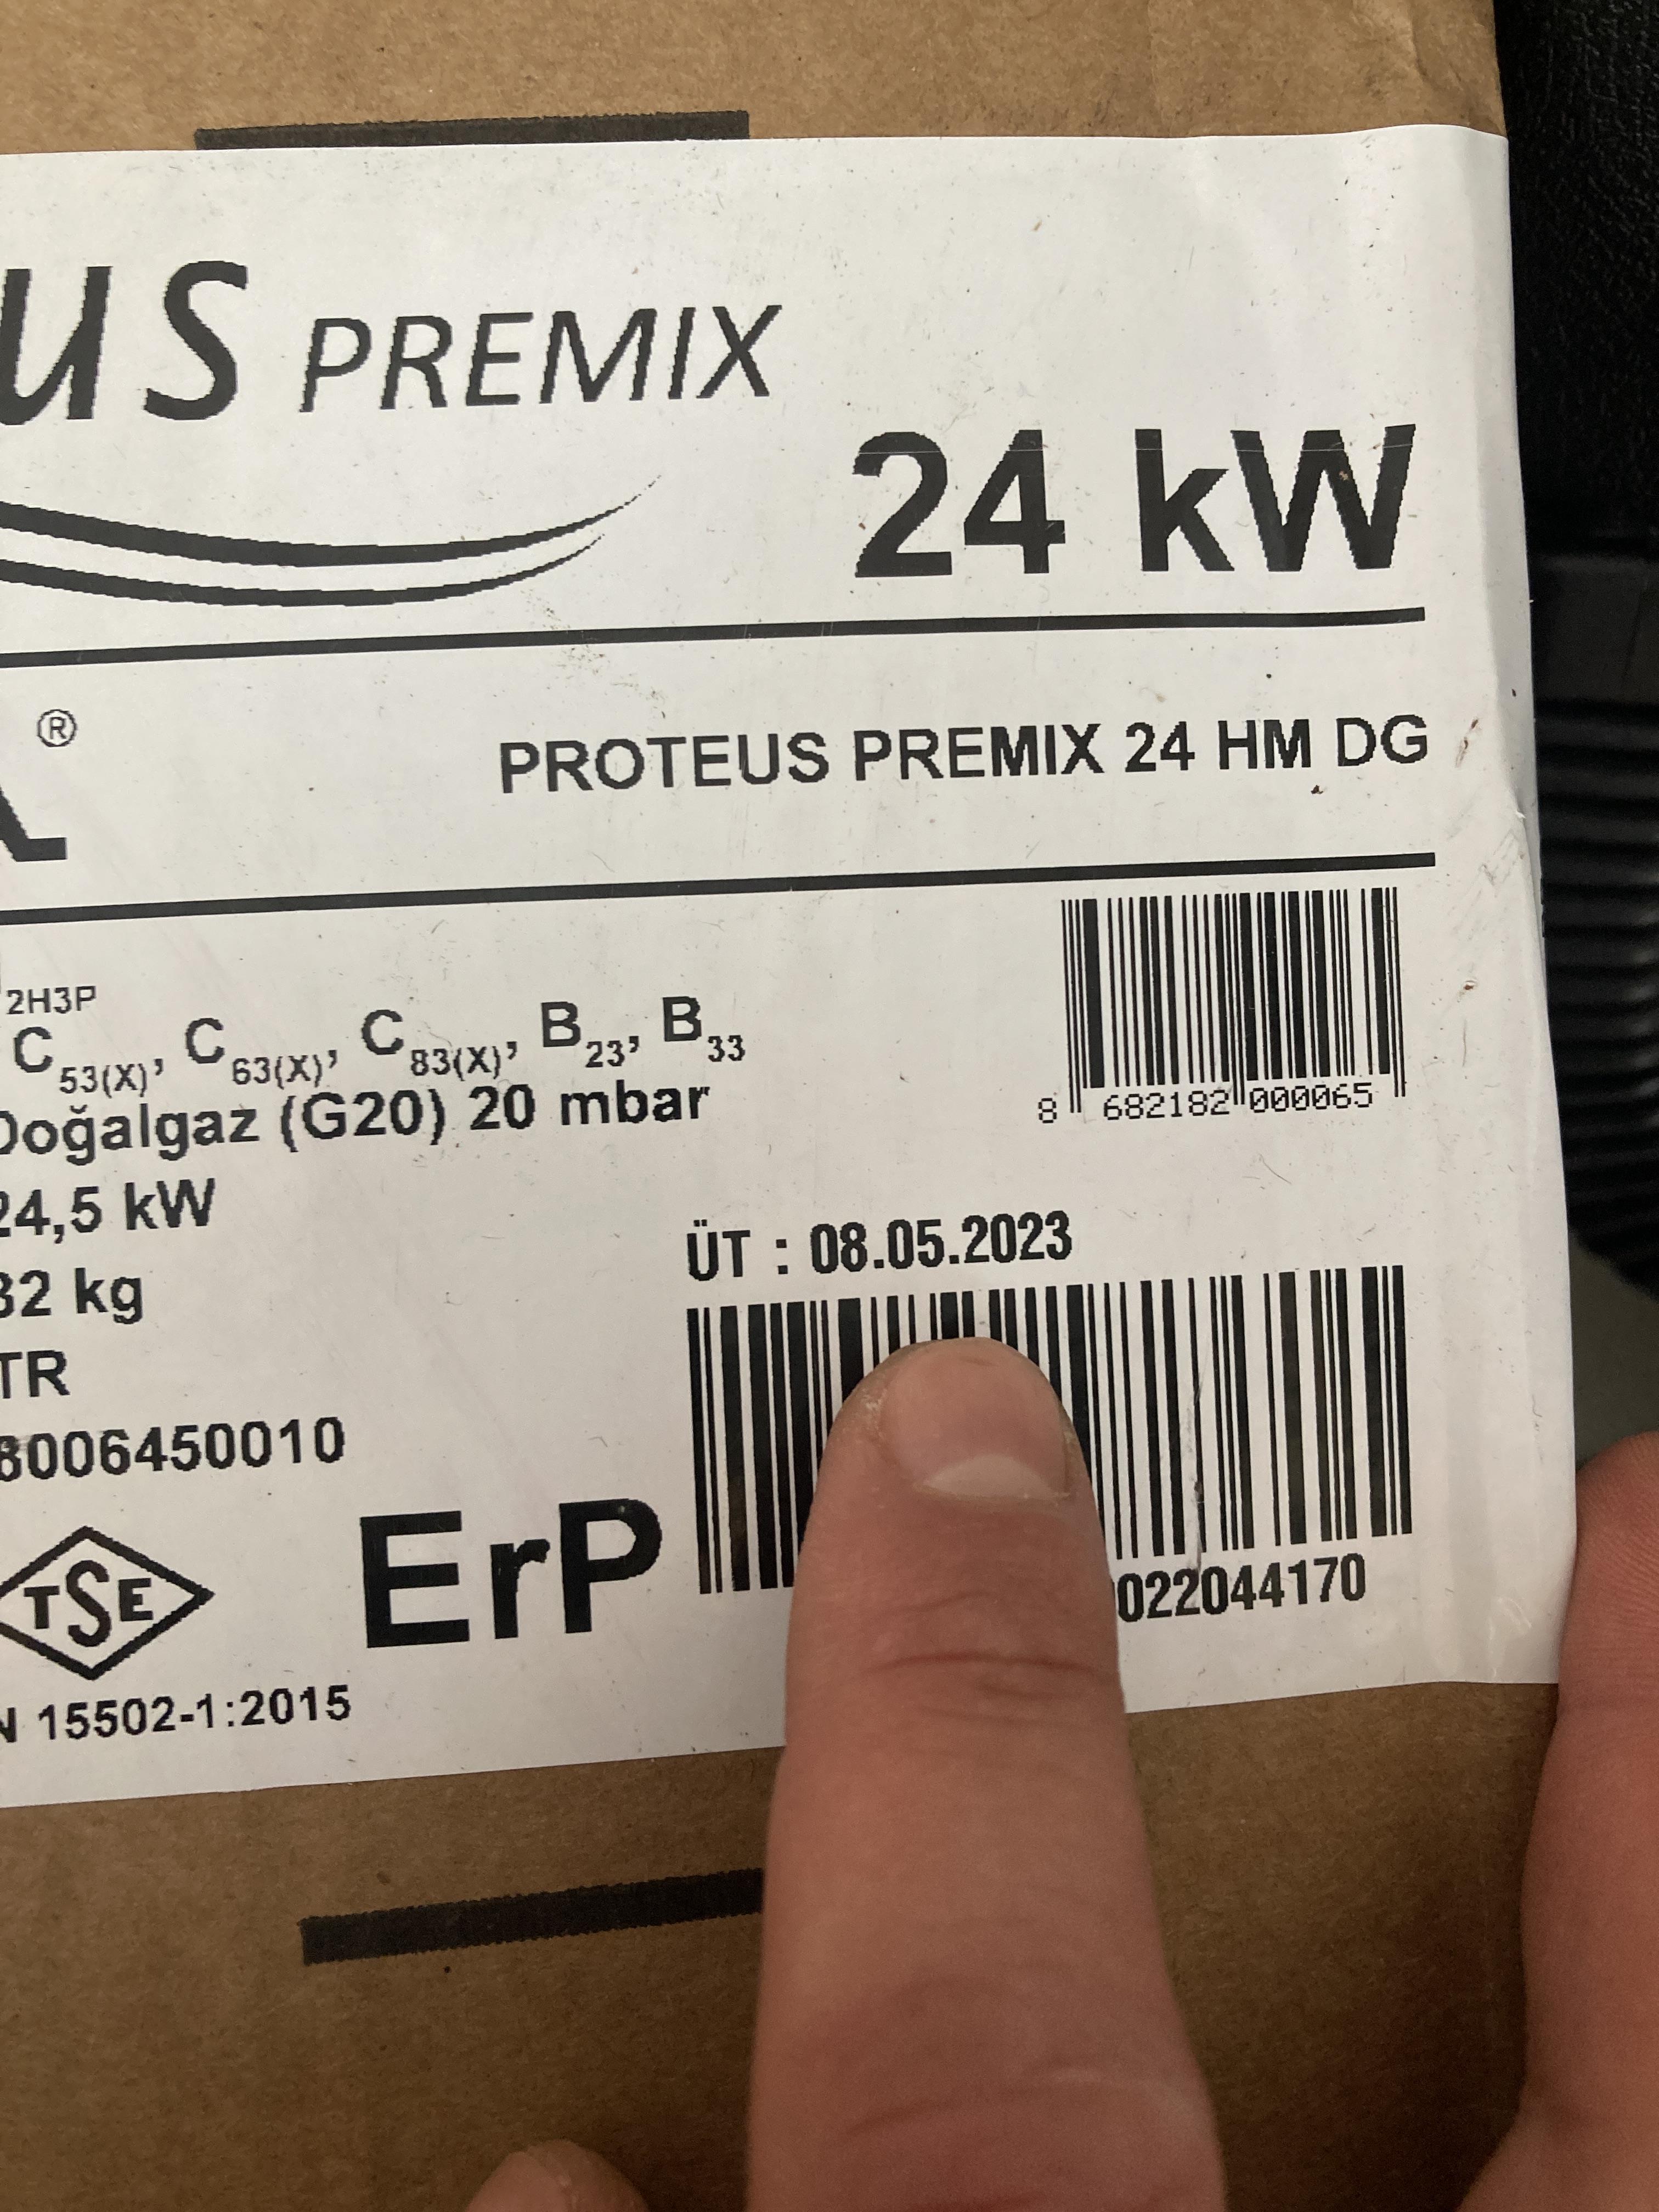 us PREMIX
24 kW
®
PROTEUS PREMIX 24 HM DG
2H3P
C53(X), C63(X), C83(X), B23, B33
Doğalgaz (G20) 20 mbar
24,5 kW
32 kg
TR
8006450010
8 682182 000065
ÜT : 08.05.2023
022044170
TSE
ErP
N 15502-1:2015